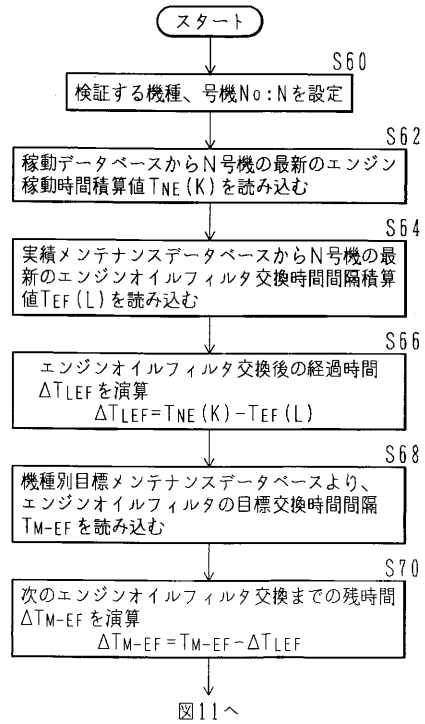 スタート
S60
検証する機種、号機No:Nを設定
S62
稼動データベースからN号機の最新のエンジン
稼動時間積算値TNE(K)を読み込む
S64
実績メンテナンスデータベースからN号機の最
新のエンジンオイルフィルタ交換時間間隔積算
値TEF(L)を読み込む
S66
エンジンオイルフィルタ交換後の経過時間
ΔTLEFを演算
ΔTLEF=TNE(K)-TEF(L)
S68
機種別目標メンテナンスデータベースより、
エンジンオイルフィルタの目標交換時間間隔
TM-EFを読み込む
S70
次のエンジンオイルフィルタ交換までの残時間
ΔTM-EFを演算
ΔTM-EF=TM-EF-ΔTLEF
図11へ